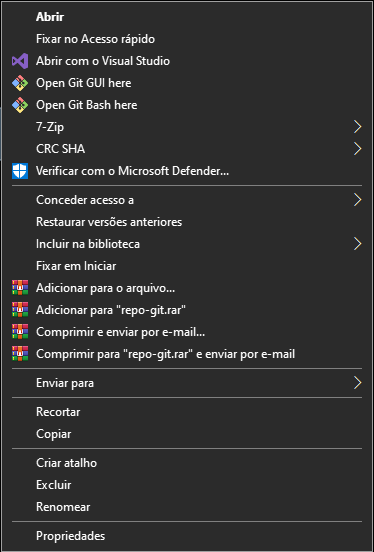 Abrir
Fixar no Acesso rápido
Abrir com o Visual Studio
Open Git GUI here
Open Git Bash here
7-Zip
CRC SHA
Verificar com o Microsoft Defender...
Conceder acesso a
Restaurar versões anteriores
Incluir na biblioteca
Fixar em Iniciar
Adicionar para o arquivo...
Adicionar para "repo-git.rar"
Comprimir e enviar por e-mail...
Comprimir para "repo-git.rar" e enviar por e-mail
Enviar para
Recortar
Copiar
Criar atalho
Excluir
Renomear
Propriedades